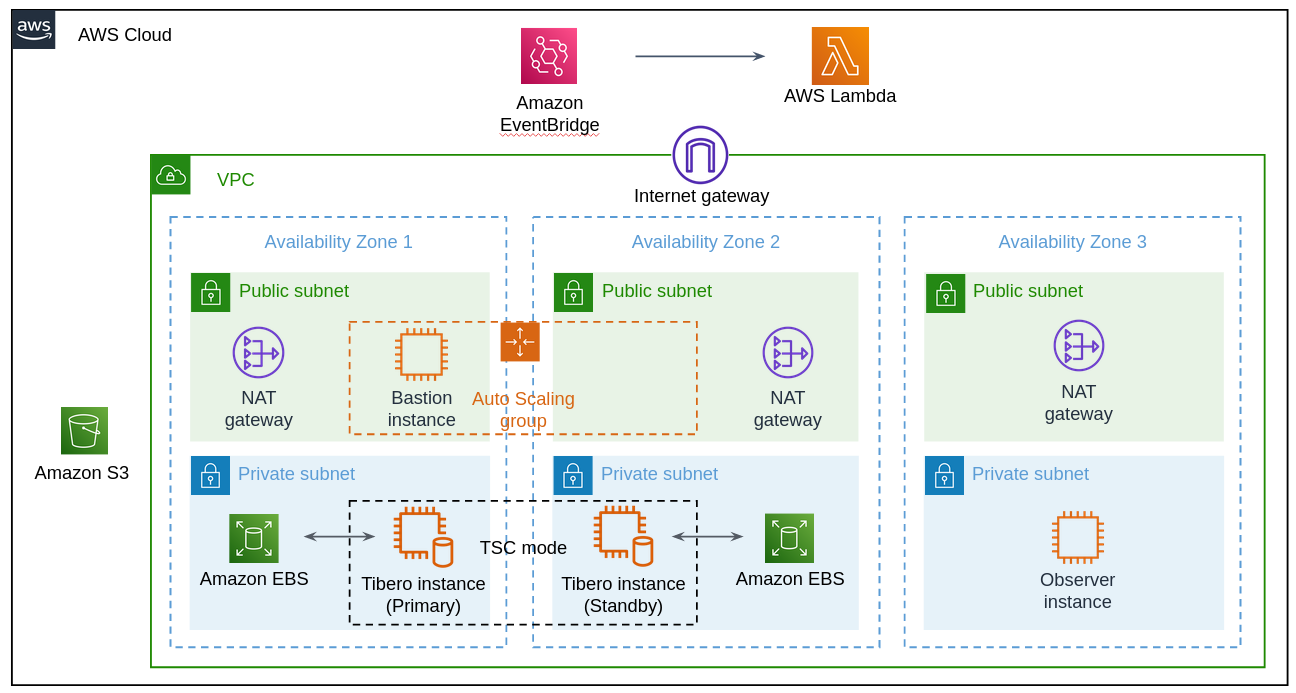 aws
AWS Cloud
Amazon
EventBridge
AWS Lambda
VPC
Internet gateway
Availability Zone 1
Availability Zone 2
Availability Zone 3
Public subnet
Public subnet
Public subnet
NAT
gateway
Bastion
instance
Auto Scaling
group
NAT
gateway
NAT
gateway
Amazon S3
Private subnet
Private subnet
Private subnet
Amazon EBS
Tibero instance
(Primary)
TSC mode
Tibero instance
(Standby)
Amazon EBS
Observer
instance